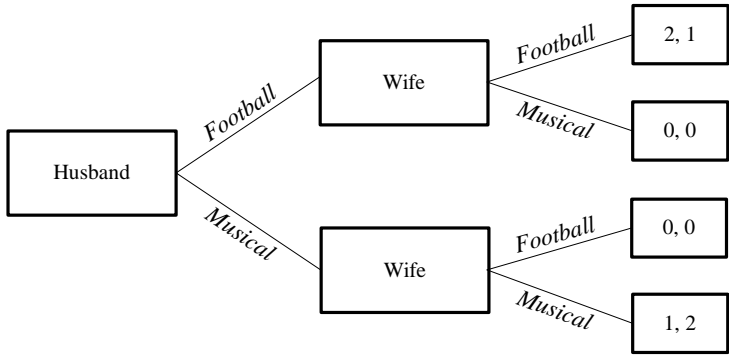 Husband
Football
Musical
Wife
Football
Musical
2, 1
0, 0
Wife
Football
Musical
0, 0
1, 2